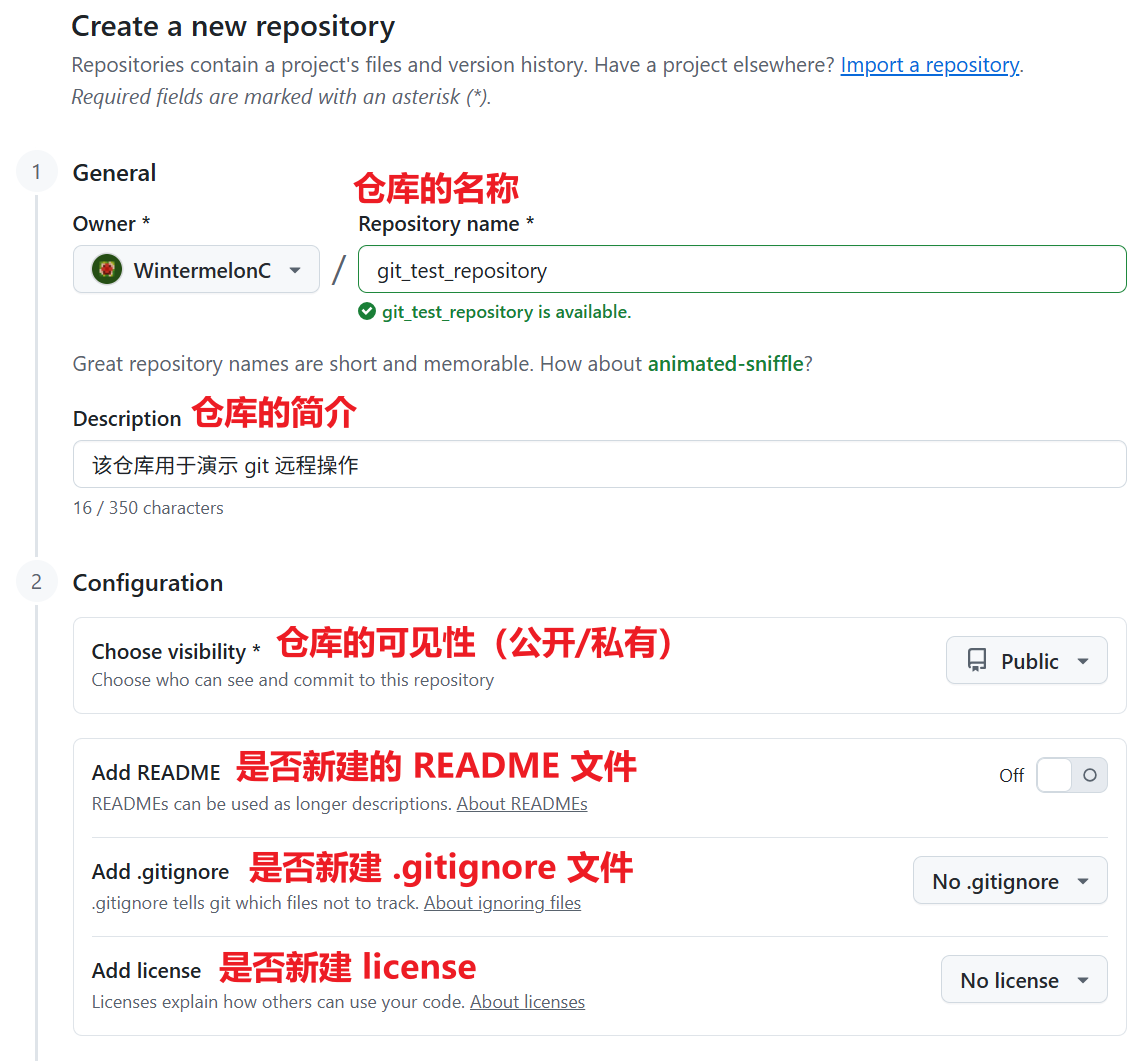 Create a new repository
Repositories contain a project's files and version history. Have a project elsewhere? Import a repository.
Required fields are marked with an asterisk (*).
1 General
仓库的名称
Owner * Repository name *
WintermelonC / git_test_repository
git_test_repository is available.
Great repository names are short and memorable. How about animated-sniffle?
Description 仓库的简介
该仓库用于演示 git 远程操作
16 / 350 characters
2 Configuration
Choose visibility * 仓库的可见性（公开/私有）
Choose who can see and commit to this repository
Public
Add README 是否新建的 README 文件
READMEs can be used as longer descriptions. About READMEs
Off
Add .gitignore 是否新建 .gitignore 文件
.gitignore tells git which files not to track. About ignoring files
No .gitignore
Add license 是否新建 license
Licenses explain how others can use your code. About licenses
No license